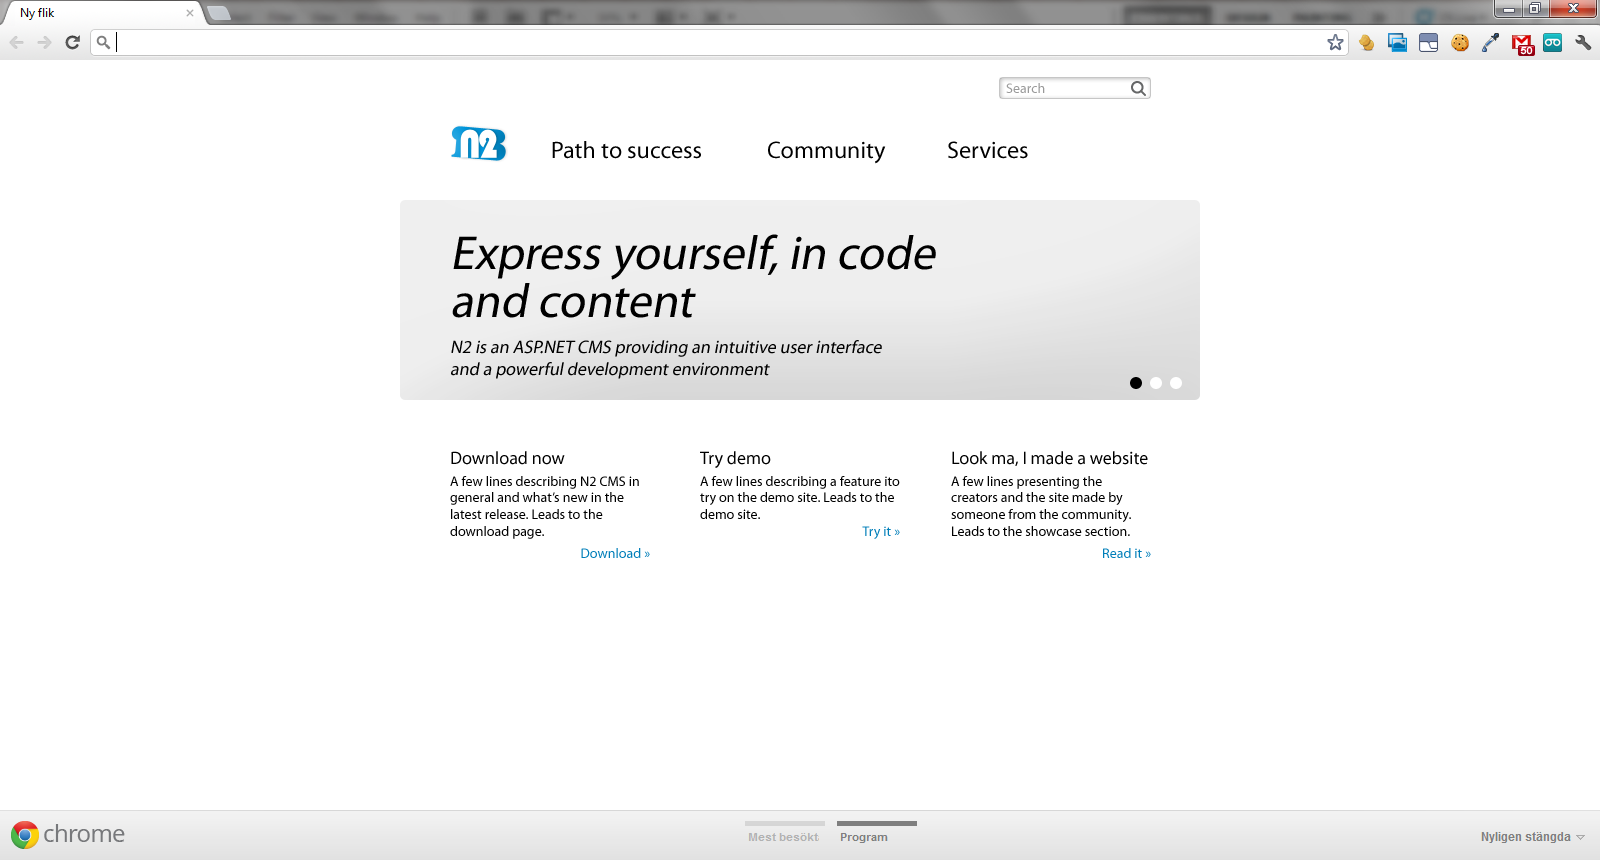 Ny flik
50
Search
N2
Path to success
Community
Services
Express yourself, in code
and content
N2 is an ASP.NET CMS providing an intuitive user interface
and a powerful development environment
Download now
A few lines describing N2 CMS in
general and what's new in the
latest release. Leads to the
download page.
Download »
Try demo
A few lines describing a feature ito
try on the demo site. Leads to the
demo site.
Try it »
Look ma, I made a website
A few lines presenting the
creators and the site made by
someone from the community.
Leads to the showcase section.
Read it »
chrome
Mest besökt
Program
Nyligen stängda